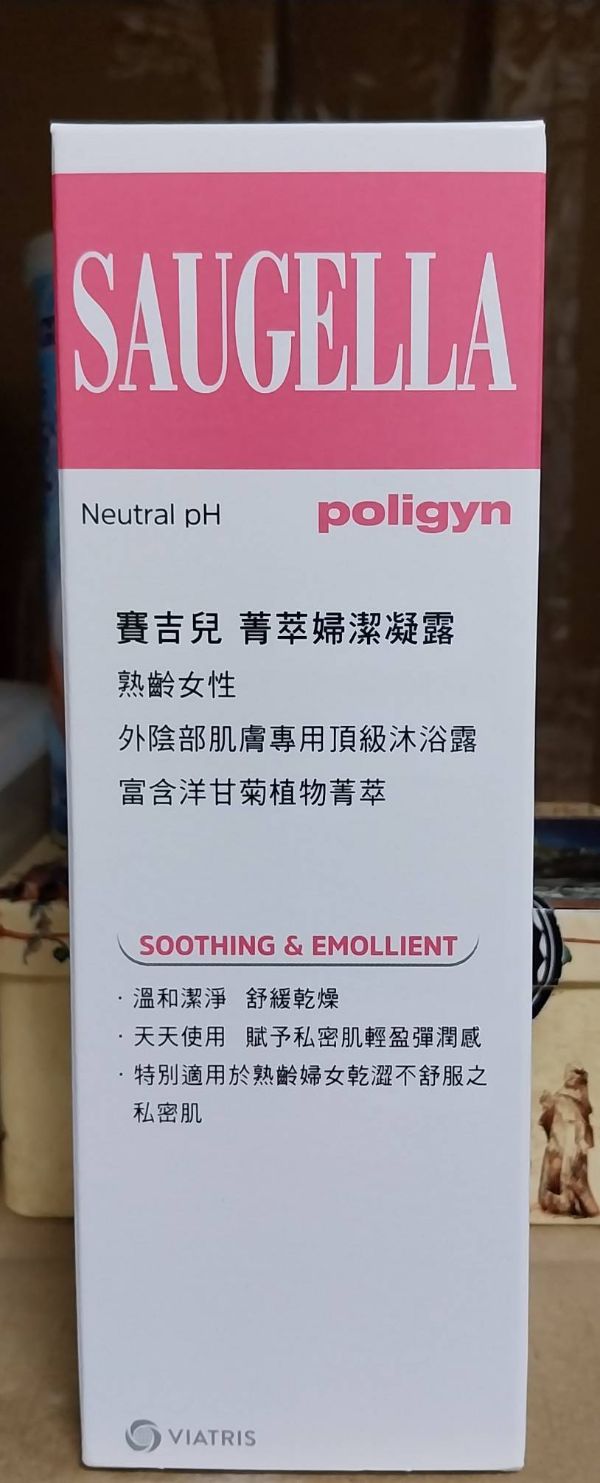 SAUGELLA
Neutral pH poligyn
賽吉兒 菁萃婦潔凝露
熟齡女性
外陰部肌膚專用頂級沐浴露
富含洋甘菊植物菁萃
SOOTHING & EMOLLIENT
· 溫和潔淨 舒緩乾燥
· 天天使用 賦予私密肌輕盈彈潤感
· 特別適用於熟齡婦女乾澀不舒服之
私密肌
VIATRIS